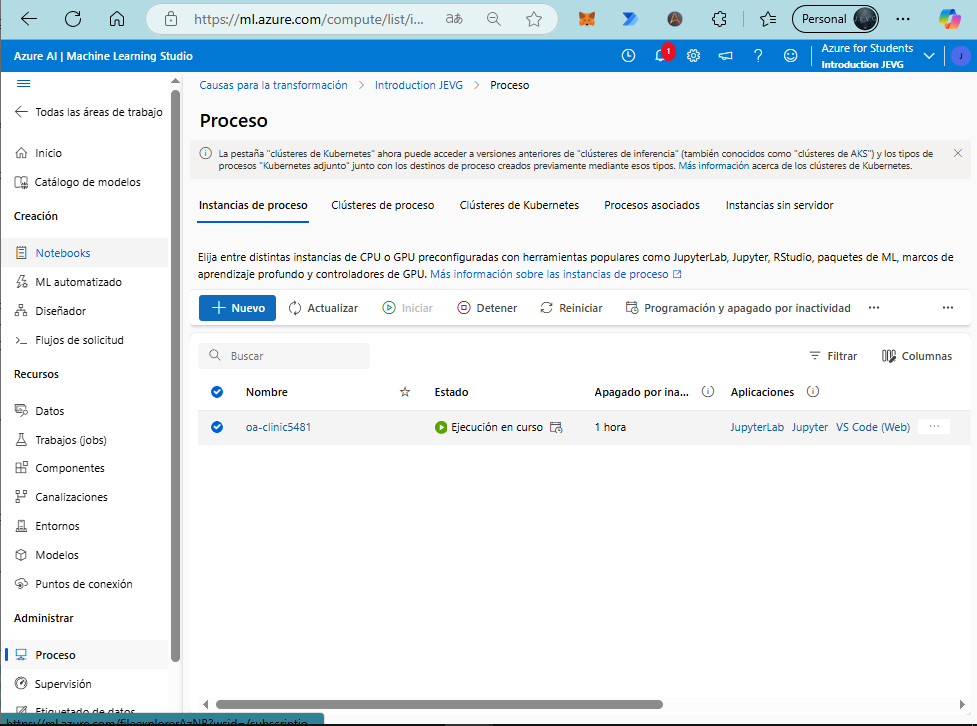 https://ml.azure.com/compute/list/i...
aあ
Personal
Azure AI | Machine Learning Studio
1
Azure for Students
Introduction JEVG
J
Todas las áreas de trabajo
Inicio
Catálogo de modelos
Creación
Notebooks
ML automatizado
Diseñador
Flujos de solicitud
Recursos
Datos
Trabajos (jobs)
Componentes
Canalizaciones
Entornos
Modelos
Puntos de conexión
Administrar
Proceso
Supervisión
Etiquetado de datos
Causas para la transformación > Introduction JEVG > Proceso
Proceso
La pestaña "clústeres de Kubernetes" ahora puede acceder a versiones anteriores de "clústeres de inferencia" (también conocidos como "clústeres de AKS") y los tipos de
procesos "Kubernetes adjunto" junto con los destinos de proceso creados previamente mediante esos tipos. Más información acerca de los clústeres de Kubernetes.
Instancias de proceso Clústeres de proceso Clústeres de Kubernetes Procesos asociados Instancias sin servidor
Elija entre distintas instancias de CPU o GPU preconfiguradas con herramientas populares como JupyterLab, Jupyter, RStudio, paquetes de ML, marcos de
aprendizaje profundo y controladores de GPU. Más información sobre las instancias de proceso
Nuevo Actualizar Iniciar Detener Reiniciar Programación y apagado por inactividad ... ...
Buscar Filtrar Columnas
Nombre Estado Apagado por ina... Aplicaciones
oa-clinic5481 Ejecución en curso 1 hora JupyterLab Jupyter VS Code (Web) ...